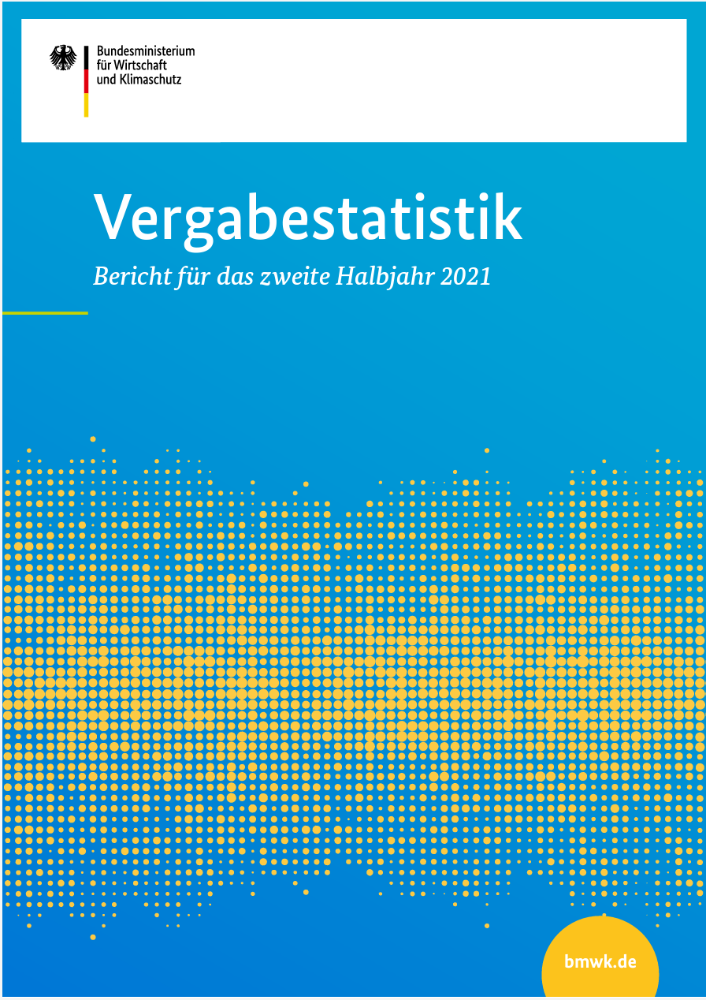 Bundesministerium
für Wirtschaft
und Klimaschutz
Vergabestatistik
Bericht für das zweite Halbjahr 2021
bmwk.de